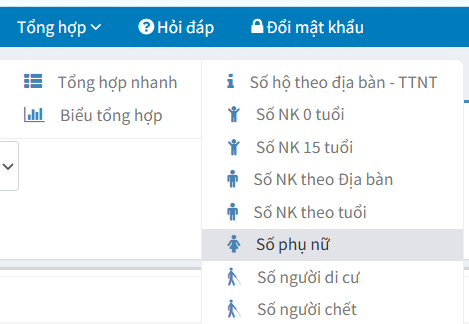 Tổng hợp Hỏi đáp Đổi mật khẩu
Tổng hợp nhanh
Biểu tổng hợp
Số hộ theo địa bàn - TTNT
Số NK 0 tuổi
Số NK 15 tuổi
Số NK theo Địa bàn
Số NK theo tuổi
Số phụ nữ
Số người di cư
Số người chết